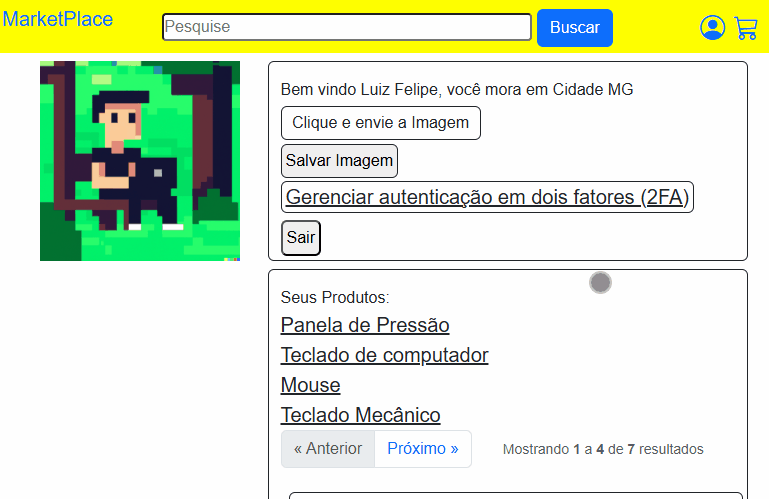 MarketPlace
Pesquise
Buscar
Bem vindo Luiz Felipe, você mora em Cidade MG
Clique e envie a Imagem
Salvar Imagem
Gerenciar autenticação em dois fatores (2FA)
Sair
Seus Produtos:
Panela de Pressão
Teclado de computador
Mouse
Teclado Mecânico
« Anterior Próximo » Mostrando 1 a 4 de 7 resultados